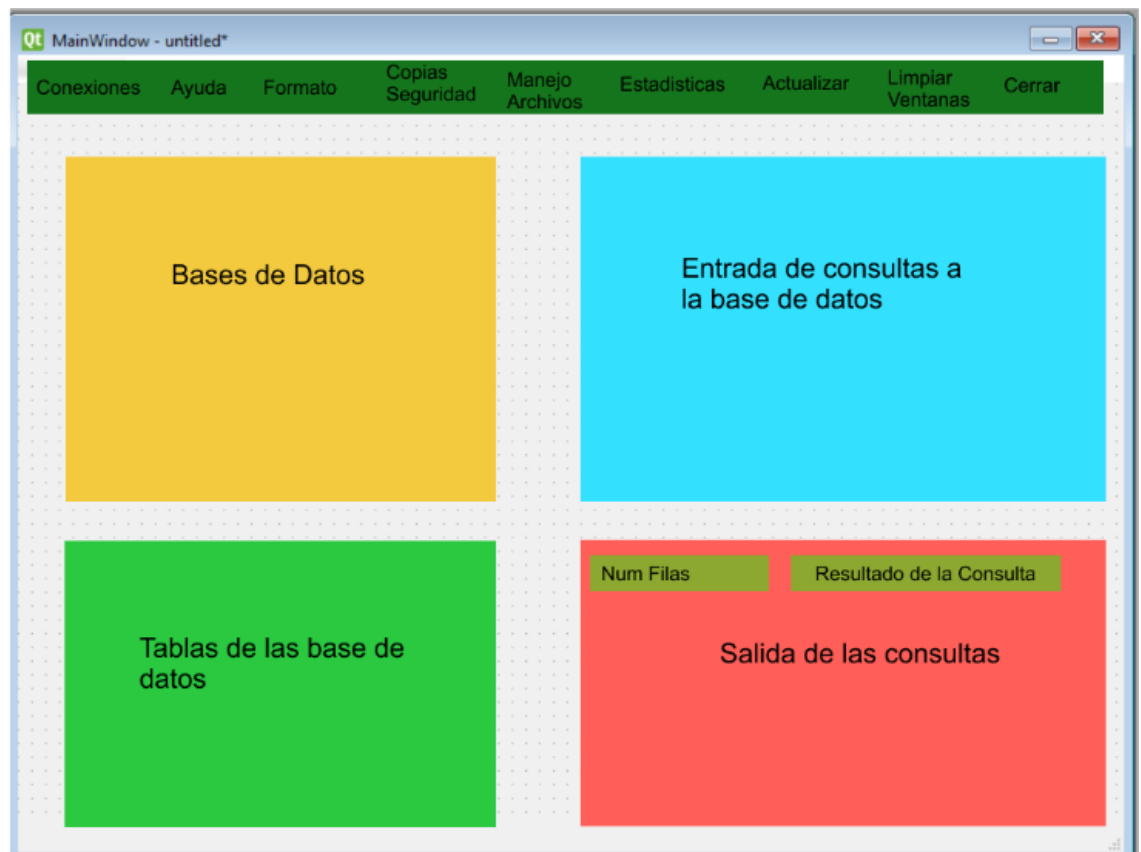 MainWindow - untitled*
Conexiones
Ayuda
Formato
Copias
Seguridad
Manejo
Archivos
Estadisticas
Actualizar
Limpiar
Ventanas
Cerrar
Bases de Datos
Entrada de consultas a
la base de datos
Tablas de las base de
datos
Num Filas
Resultado de la Consulta
Salida de las consultas